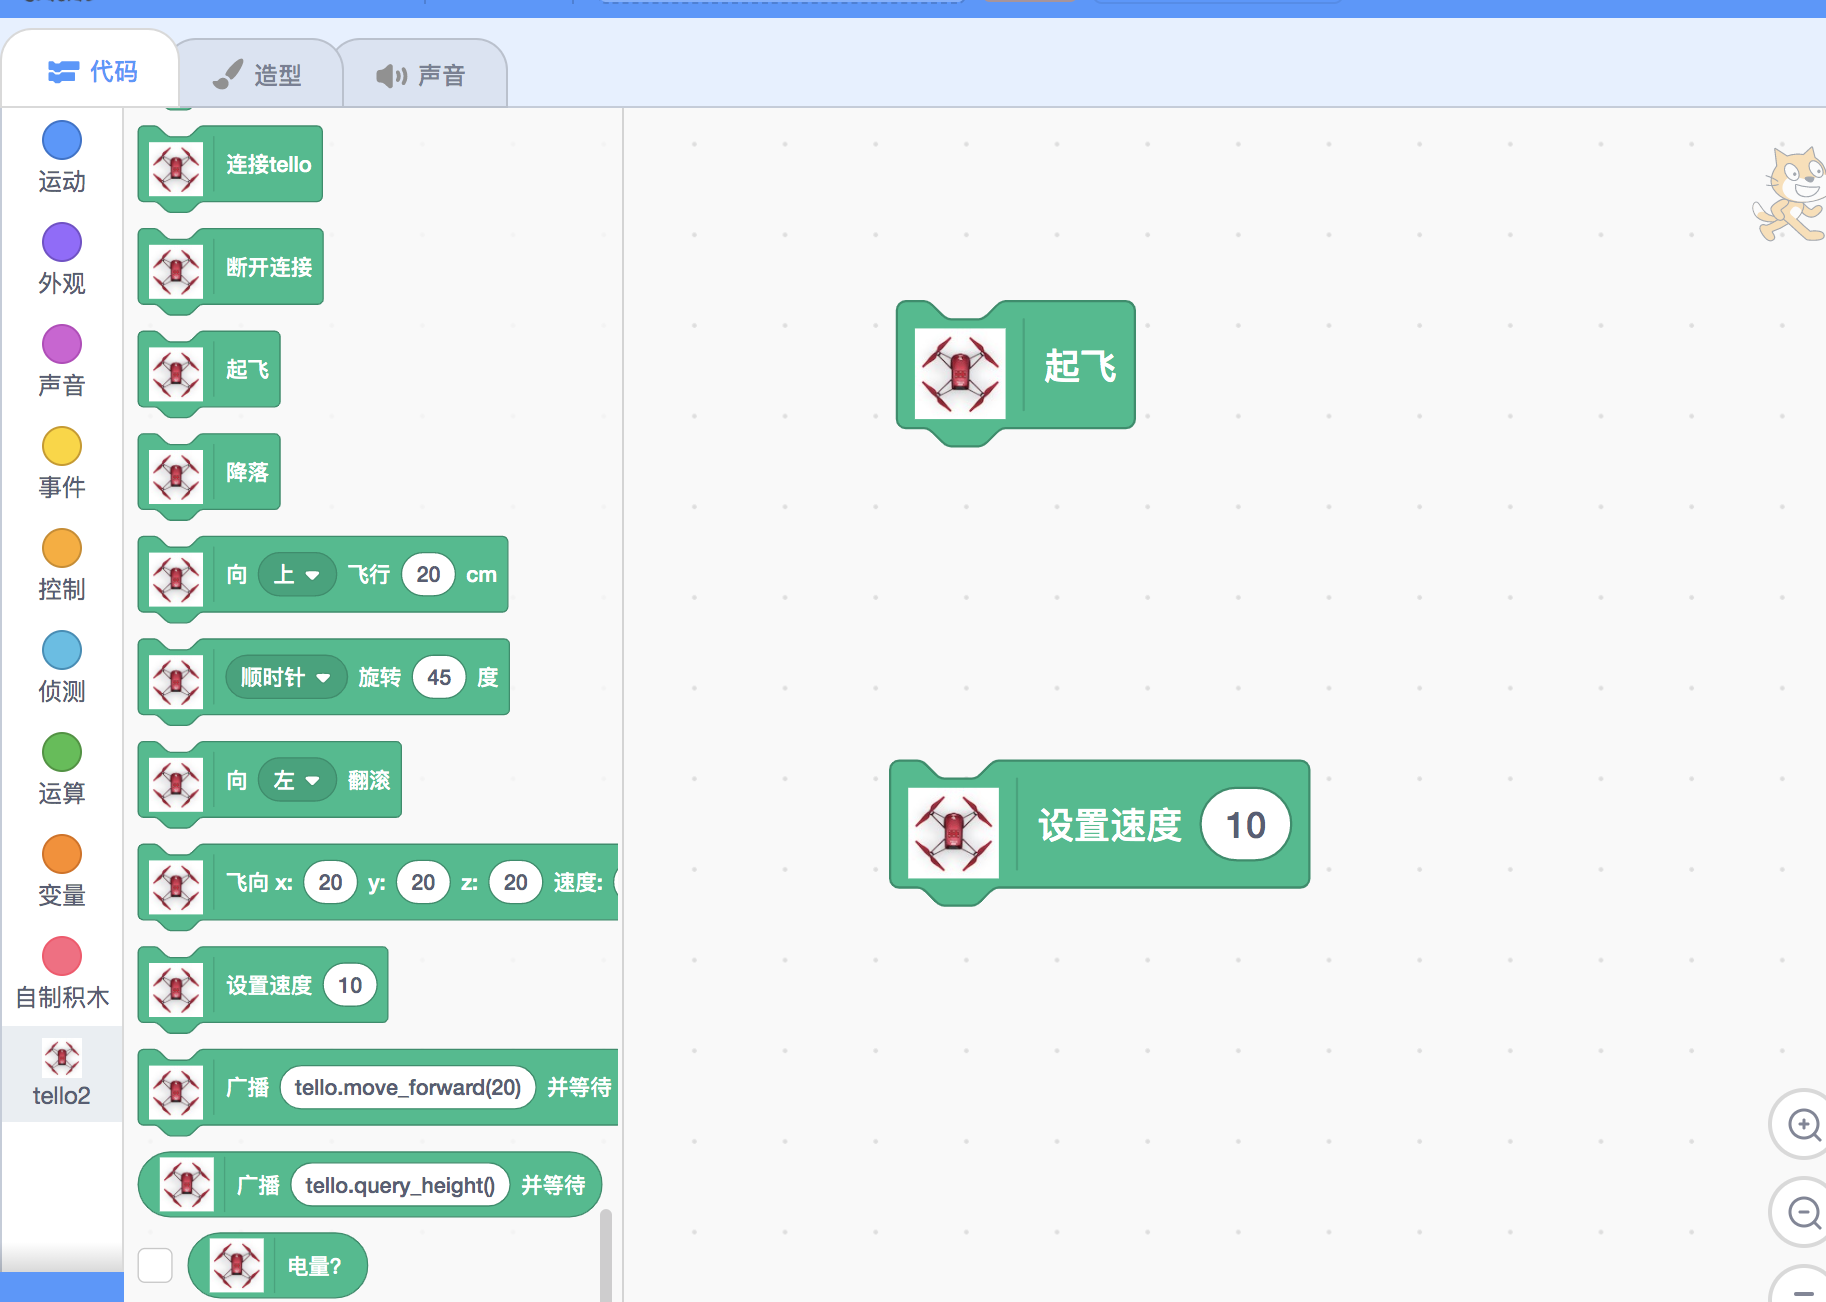 代码
造型
声音
运动
外观
声音
事件
控制
侦测
运算
变量
自制积木
tello2
连接tello
断开连接
起飞
降落
向 上 飞行 20 cm
顺时针 旋转 45 度
向 左 翻滚
飞向 x: 20 y: 20 z: 20 速度:
设置速度 10
广播 tello.move_forward(20) 并等待
广播 tello.query_height() 并等待
电量?
起飞
设置速度 10